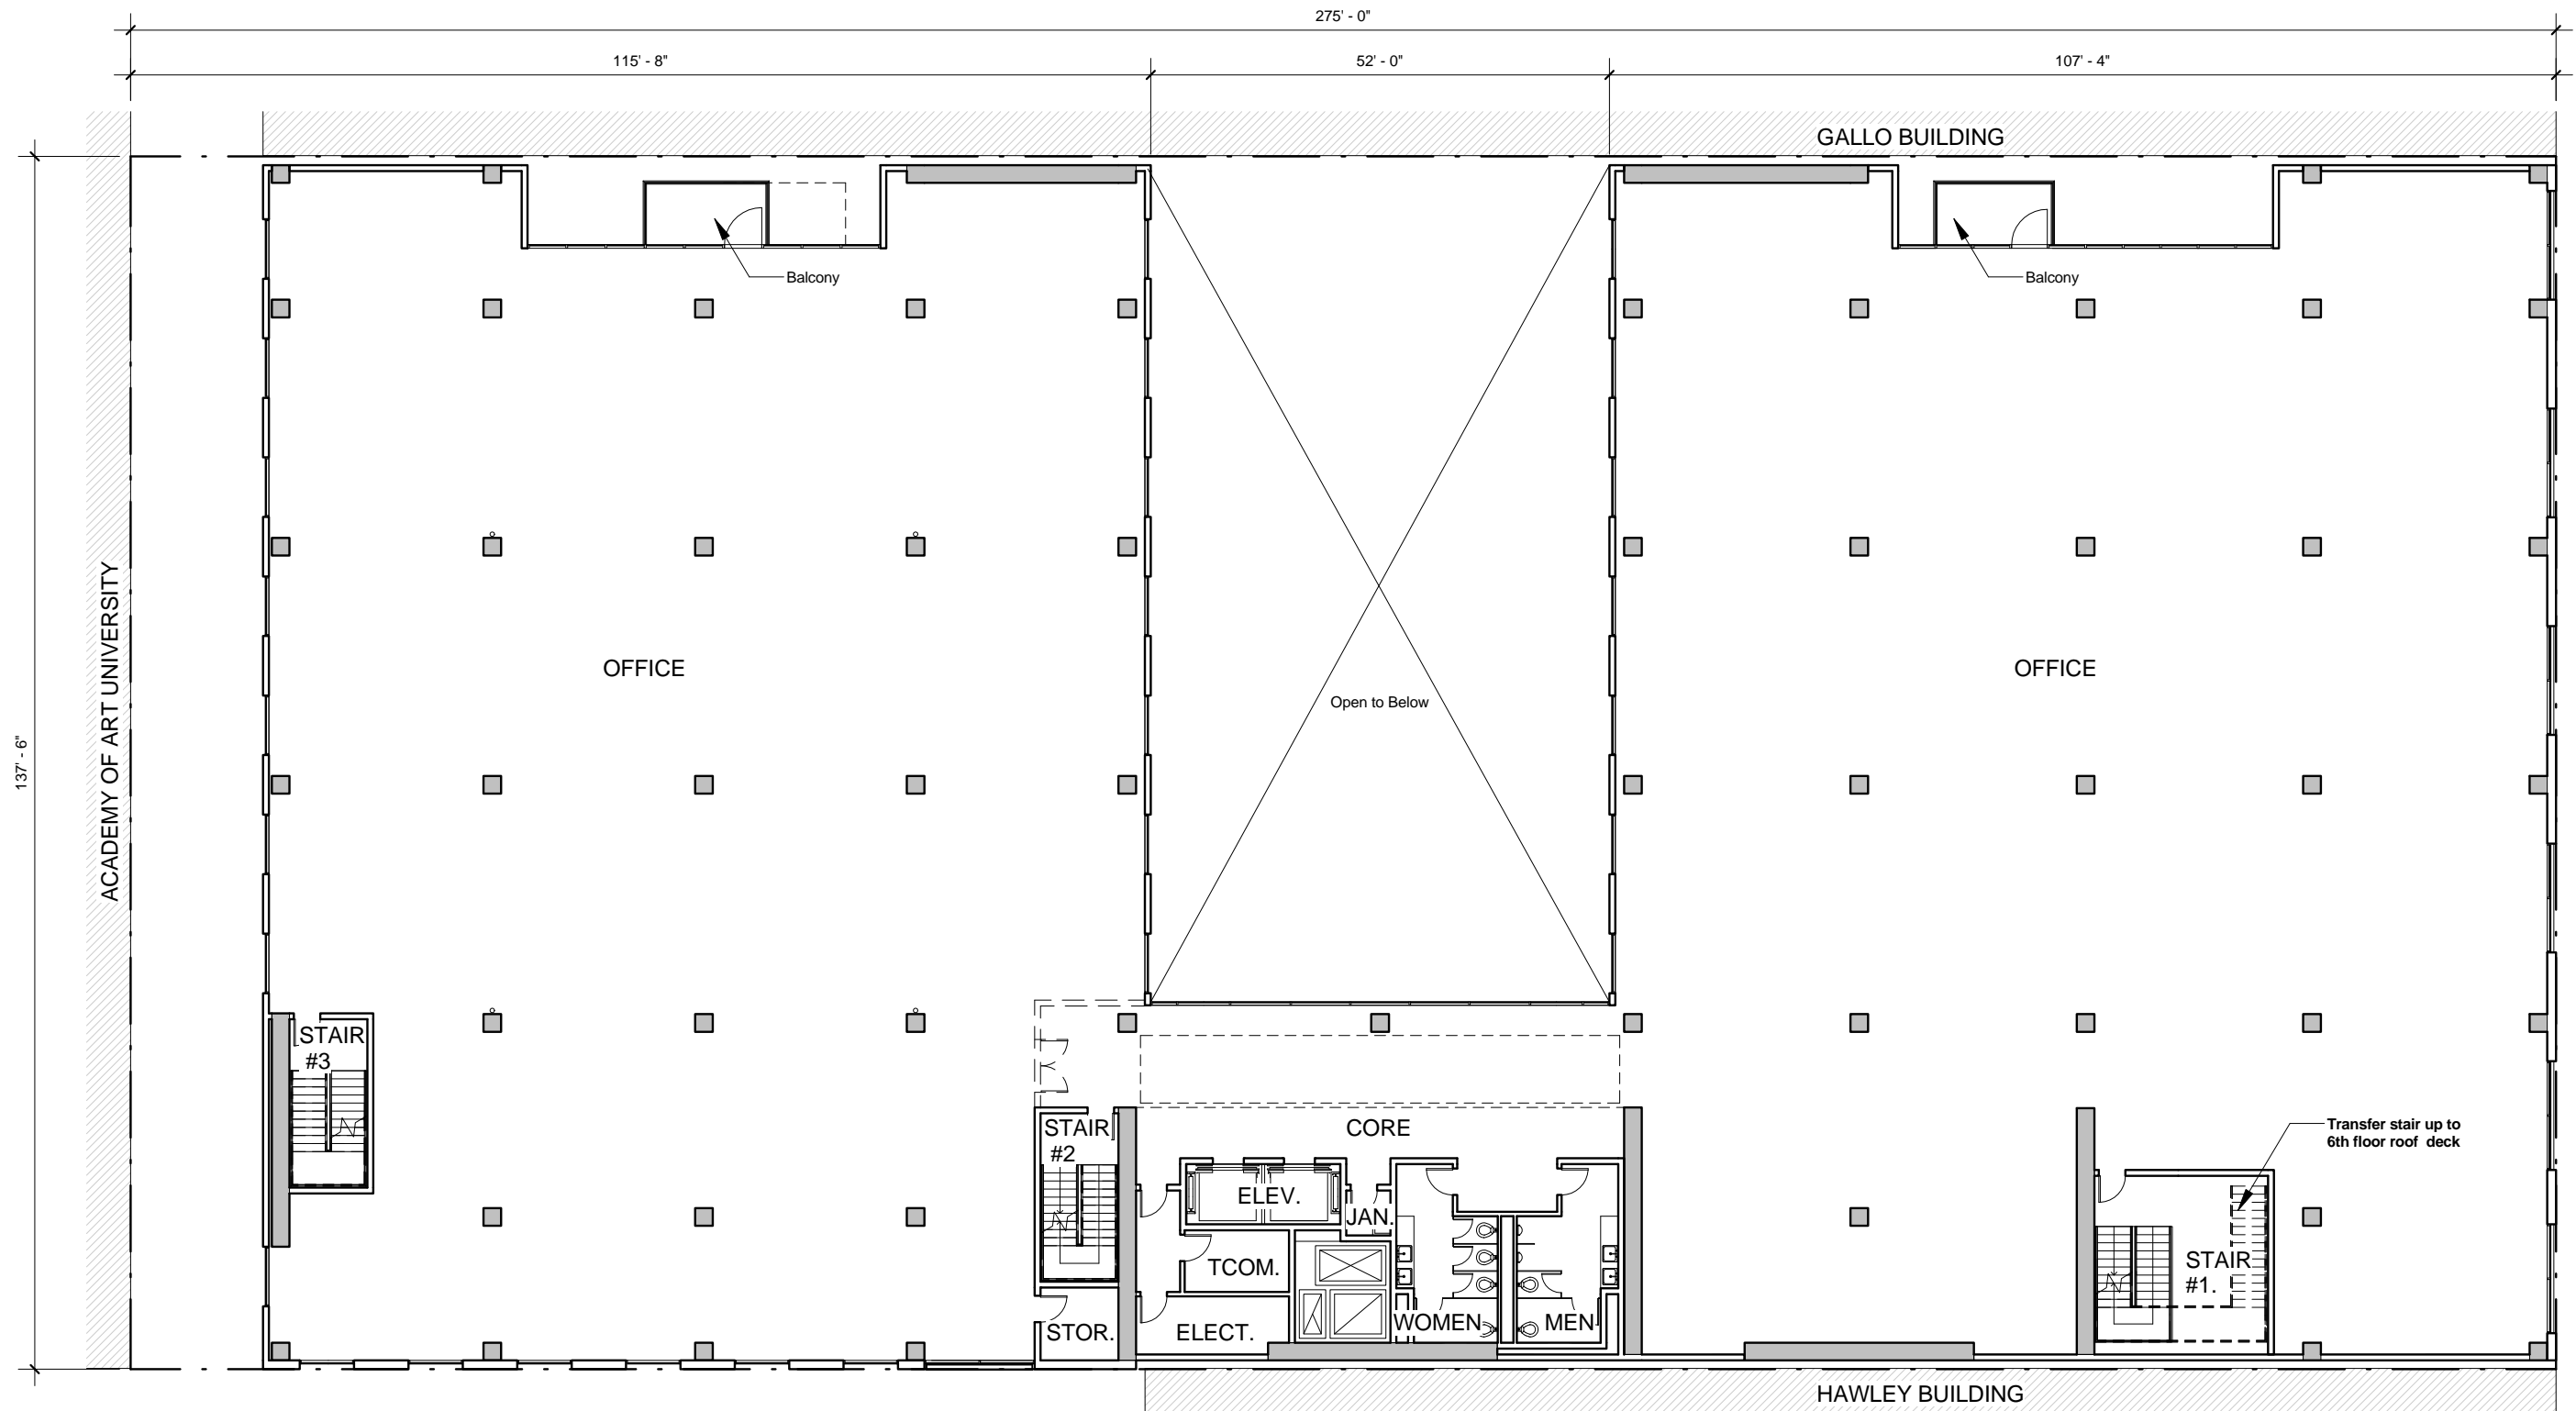 275' - 0"
115' - 8"
52' - 0"
107' - 4"
GALLO BUILDING
Balcony
Balcony
ACADEMY OF ART UNIVERSITY
137' - 6"
OFFICE
OFFICE
Open to Below
STAIR
#3
STAIR
#2
CORE
Transfer stair up to
6th floor roof deck
ELEV.
JAN.
TCOM.
STAIR
#1.
STOR.
ELECT.
WOMEN
MEN
HAWLEY BUILDING